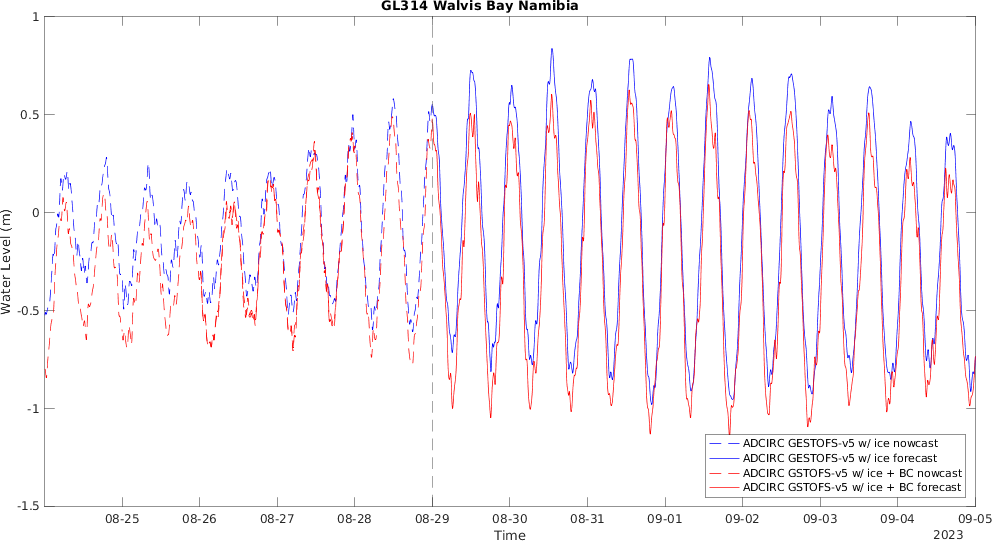 GL314 Walvis Bay Namibia
1
0.5
0
-0.5
-1
-1.5
Water Level (m)
ADCIRC GESTOFS-v5 w/ ice nowcast
ADCIRC GESTOFS-v5 w/ ice forecast
ADCIRC GSTOFS-v5 w/ ice + BC nowcast
ADCIRC GSTOFS-v5 w/ ice + BC forecast
08-25 08-26 08-27 08-28 08-29 08-30 08-31 09-01 09-02 09-03 09-04 09-05
Time
2023